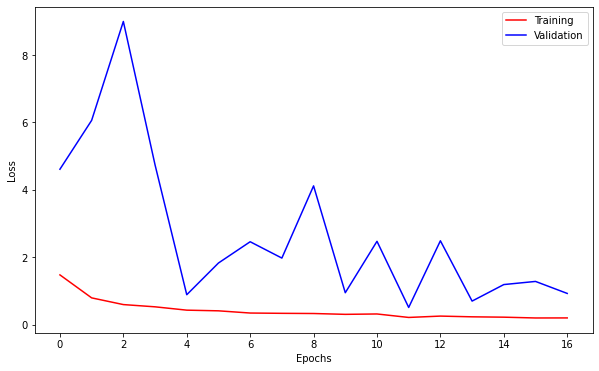 Training
Validation
8
6
4
2
0
Loss
0 2 4 6 8 10 12 14 16
Epochs